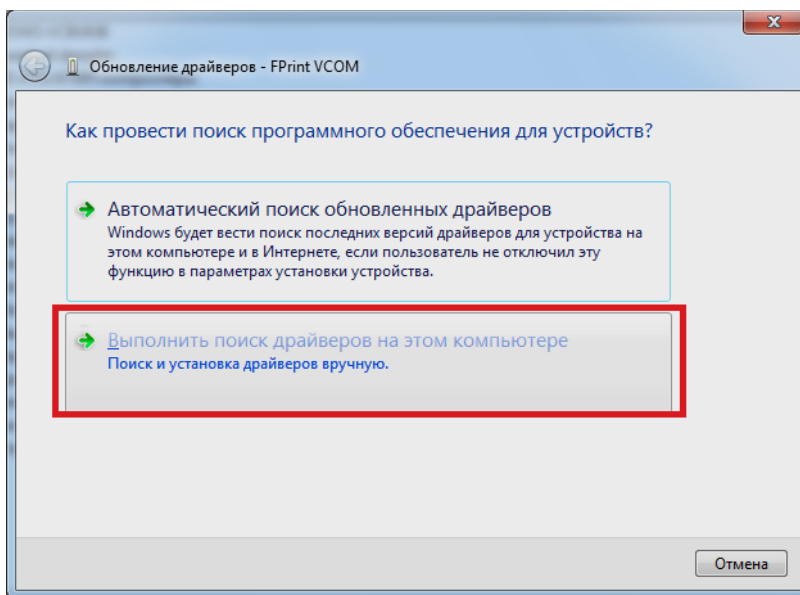 Обновление драйверов - FPrint VCOM
Как провести поиск программного обеспечения для устройств?
Автоматический поиск обновленных драйверов
Windows будет вести поиск последних версий драйверов для устройства на
этом компьютере и в Интернете, если пользователь не отключил эту
функцию в параметрах установки устройства.
Выполнить поиск драйверов на этом компьютере
Поиск и установка драйверов вручную.
Отмена